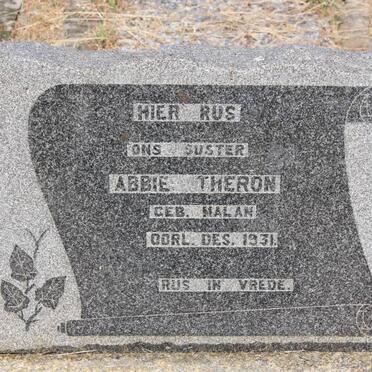 HIER RUS
ONS SUSTER
ABBIE THERON
GEB. MALAN
OORL. DES. 1931.
RUS IN VREDE.